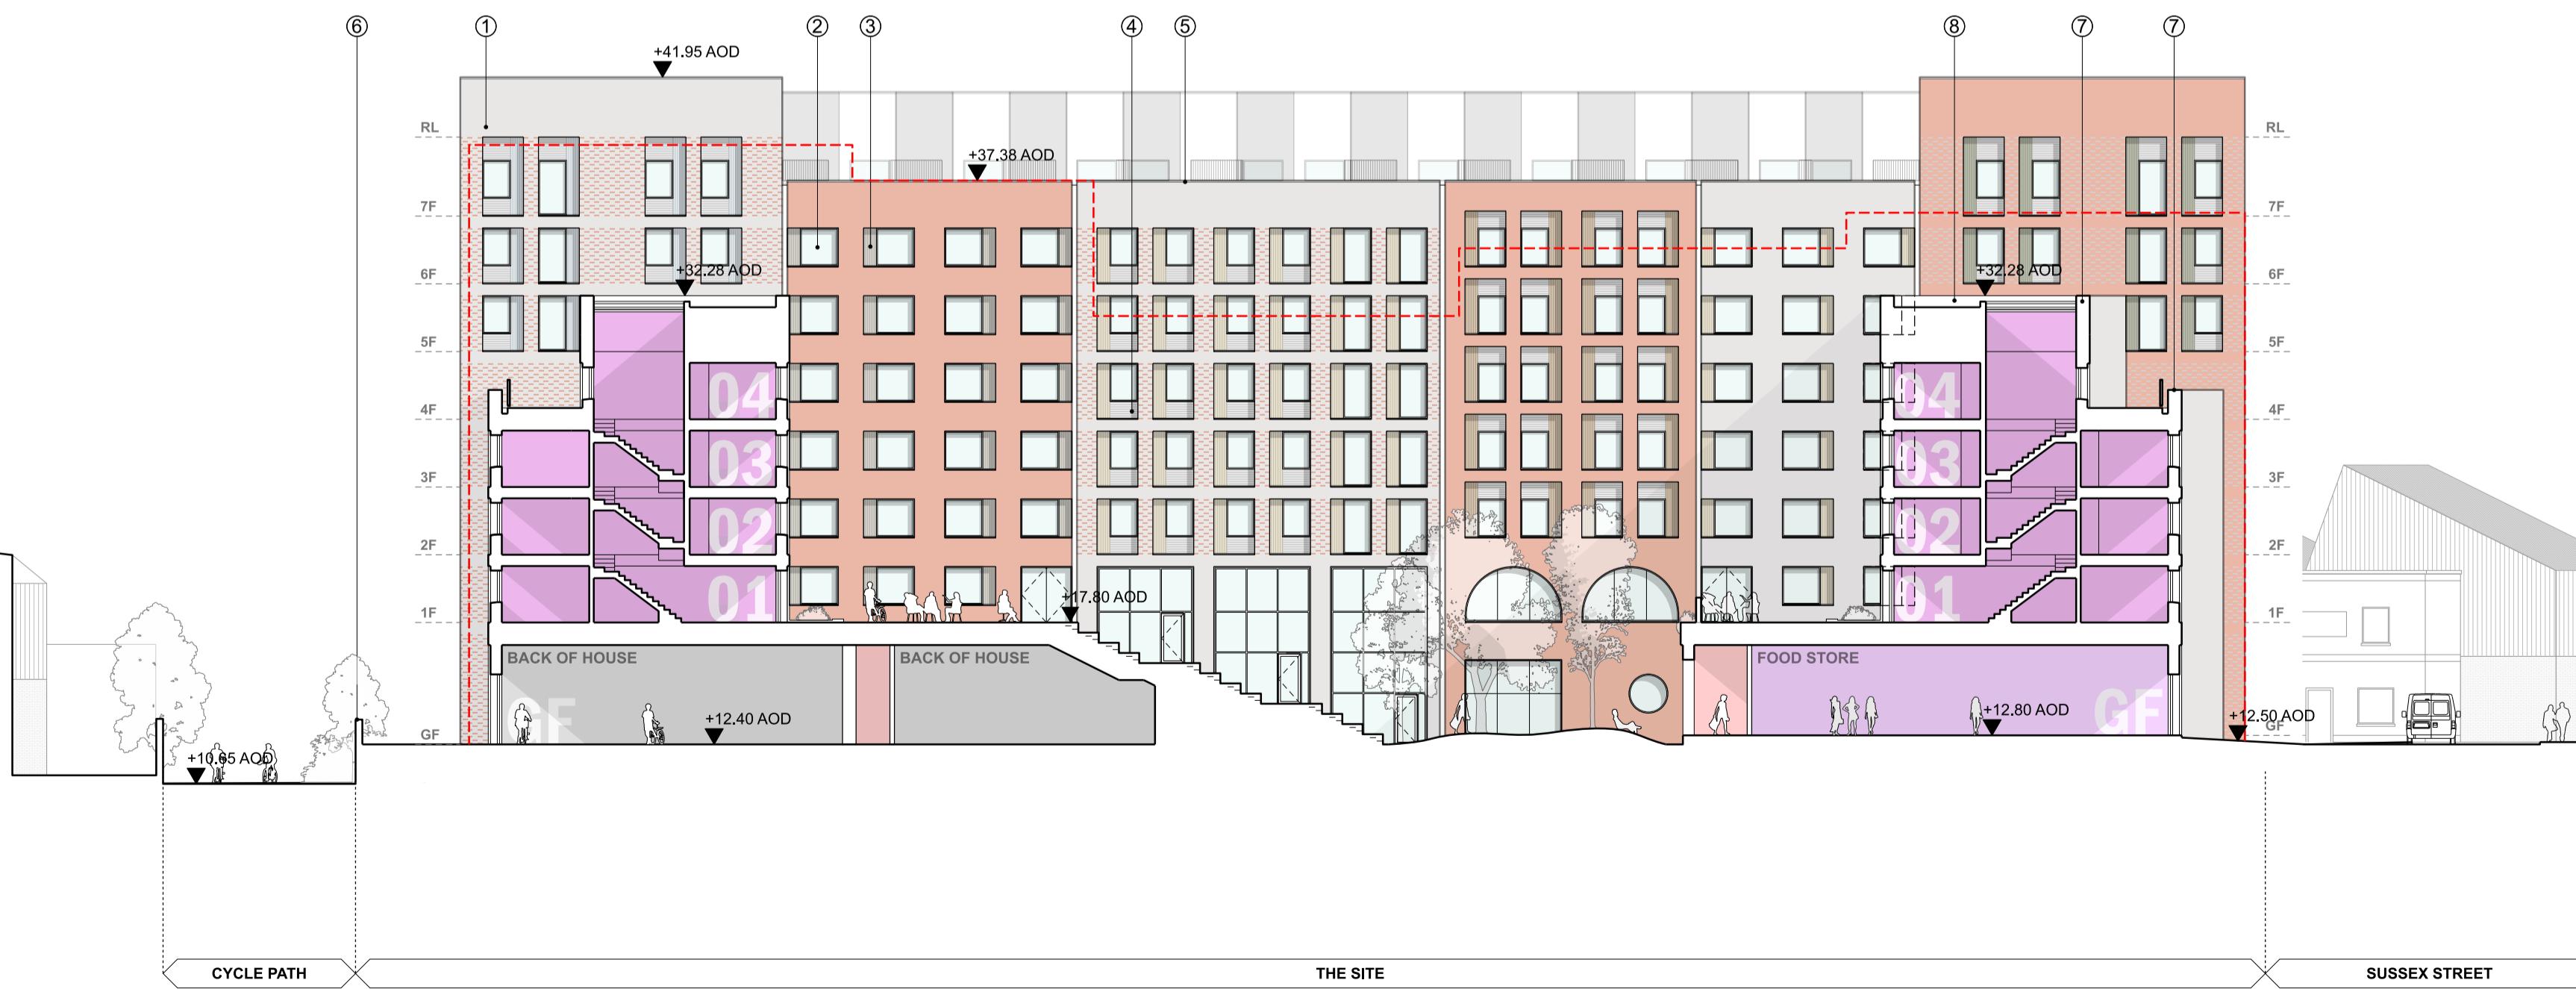 6
1
2
3
4
5
8
7
7
+41.95 AOD
RL
RL
+37.38 AOD
7F
7F
+32.28 AOD
+32.28 AOD
6F
6F
5F
5F
04
04
4F
4F
03
03
3F
3F
02
02
2F
2F
01
01
+17.80 AOD
1F
1F
BACK OF HOUSE
BACK OF HOUSE
FOOD STORE
GF
GF
+12.40 AOD
+12.80 AOD
+12.50 AOD
GF
GF
+10.65 AOD
CYCLE PATH
THE SITE
SUSSEX STREET